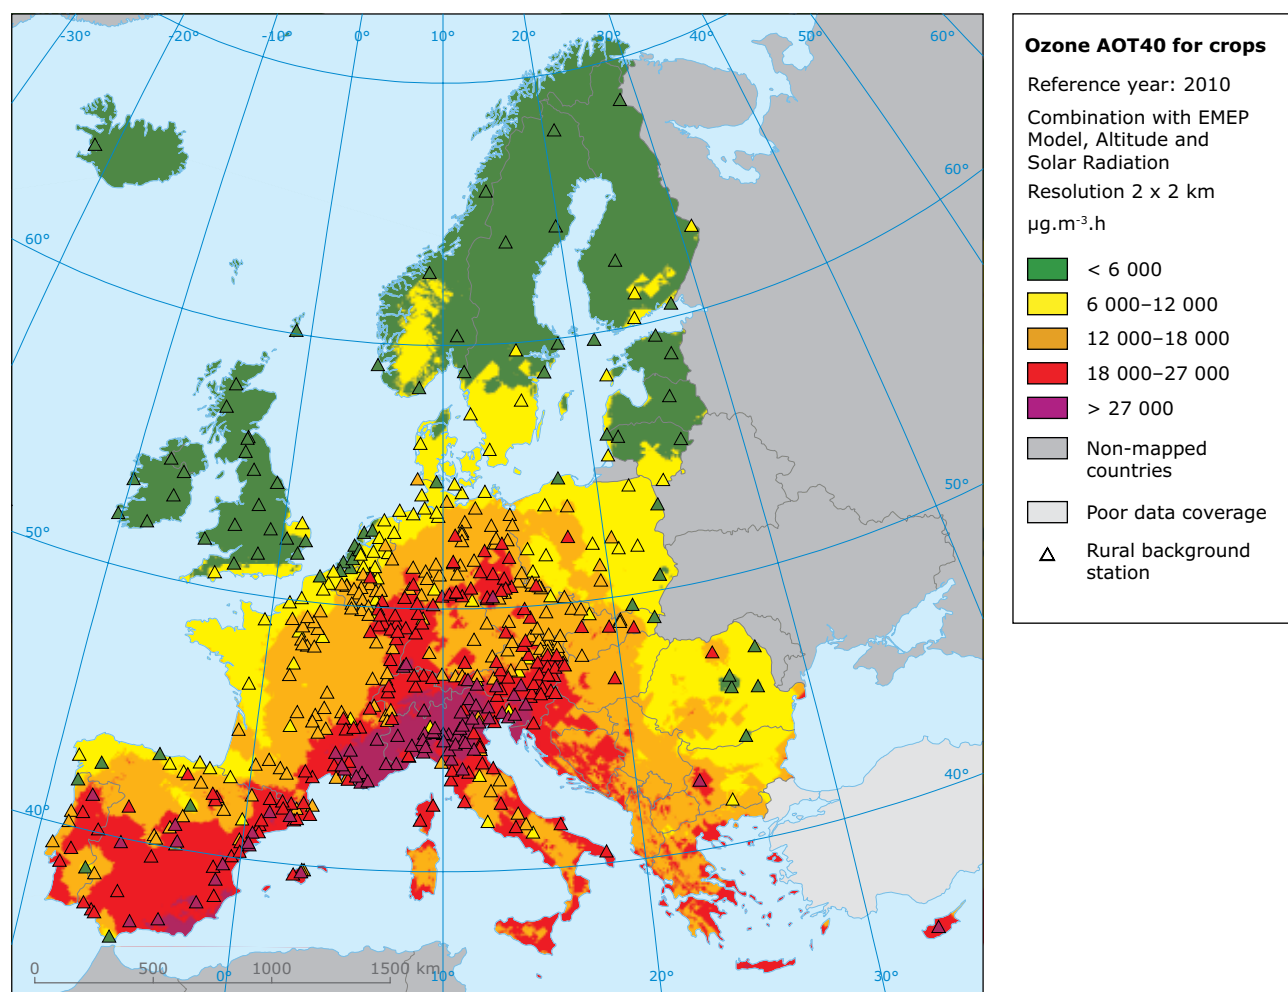 -30°
-20°
-10°
0°
10°
20°
30°
40°
50°
60°
60°
60°
50°
50°
40°
40°
0
500
1000
1500 km
0°
10°
20°
30°
Ozone AOT40 for crops
Reference year: 2010
Combination with EMEP
Model, Altitude and
Solar Radiation
Resolution 2 x 2 km
µg.m-3.h
< 6 000
6 000–12 000
12 000–18 000
18 000–27 000
> 27 000
Non-mapped
countries
Poor data coverage
Rural background
station